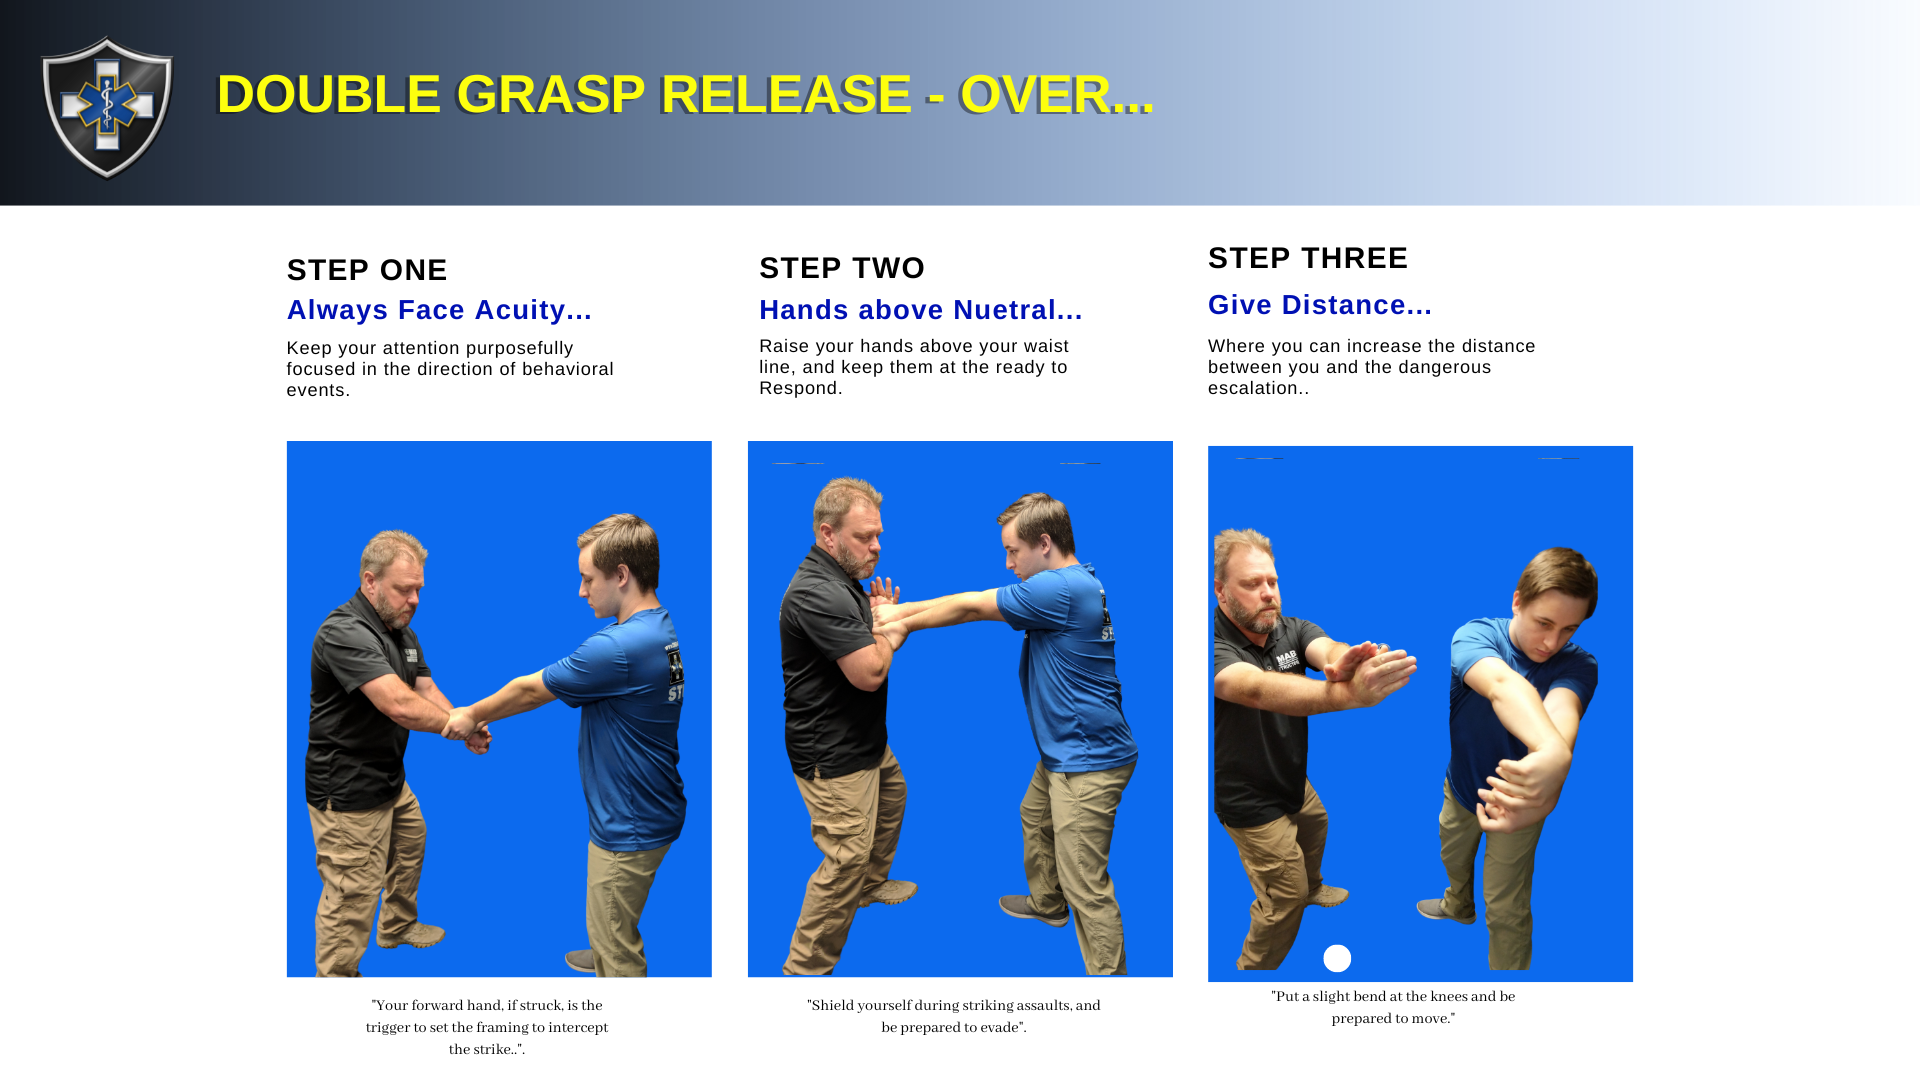 DOUBLE GRASP RELEASE - OVER...
STEP ONE
Always Face Acuity...
Keep your attention purposefully
focused in the direction of behavioral
events.
STEP TWO
Hands above Nuetral...
Raise your hands above your waist
line, and keep them at the ready to
Respond.
STEP THREE
Give Distance...
Where you can increase the distance
between you and the dangerous
escalation..
MAB
"Your forward hand, if struck, is the
trigger to set the framing to intercept
the strike..".
"Shield yourself during striking assaults, and
be prepared to evade".
"Put a slight bend at the knees and be
prepared to move."